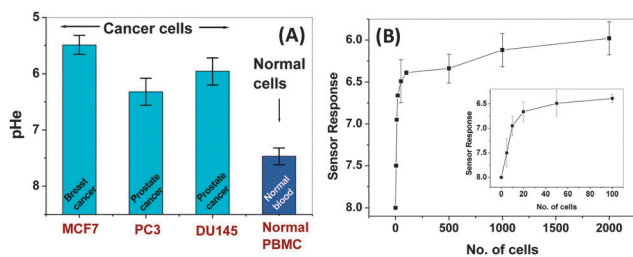 Cancer cells
(A)
Normal
cells
pHe
5
6
7
8
Breast
cancer
Prostate
cancer
Prostate
cancer
Normal
blood
MCF7
PC3
DU145
Normal
PBMC
(B)
Sensor Response
6.0
6.5
7.0
7.5
8.0
0
500
1000
1500
2000
No. of cells
Sensor Response
6.5
7.0
7.5
8.0
0
20
40
60
80
100
No. of cells